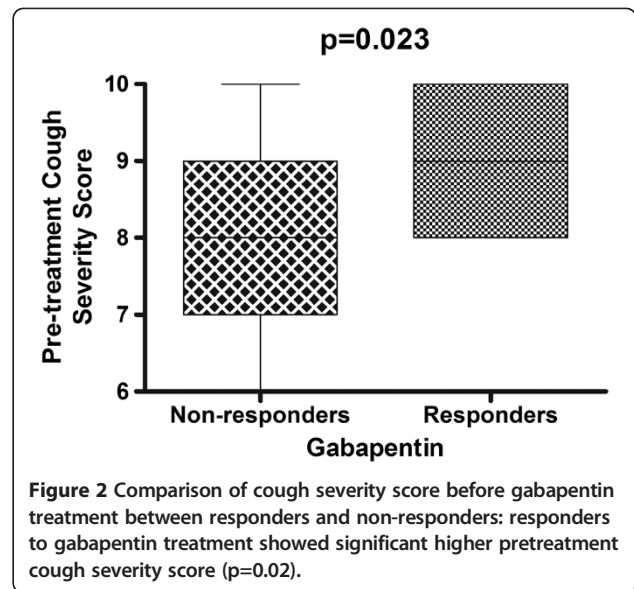 p=0.023
10
9
8
7
6
Pre-treatment Cough
Severity Score
Non-responders Responders
Gabapentin
Figure 2 Comparison of cough severity score before gabapentin
treatment between responders and non-responders: responders
to gabapentin treatment showed significant higher pretreatment
cough severity score (p=0.02).